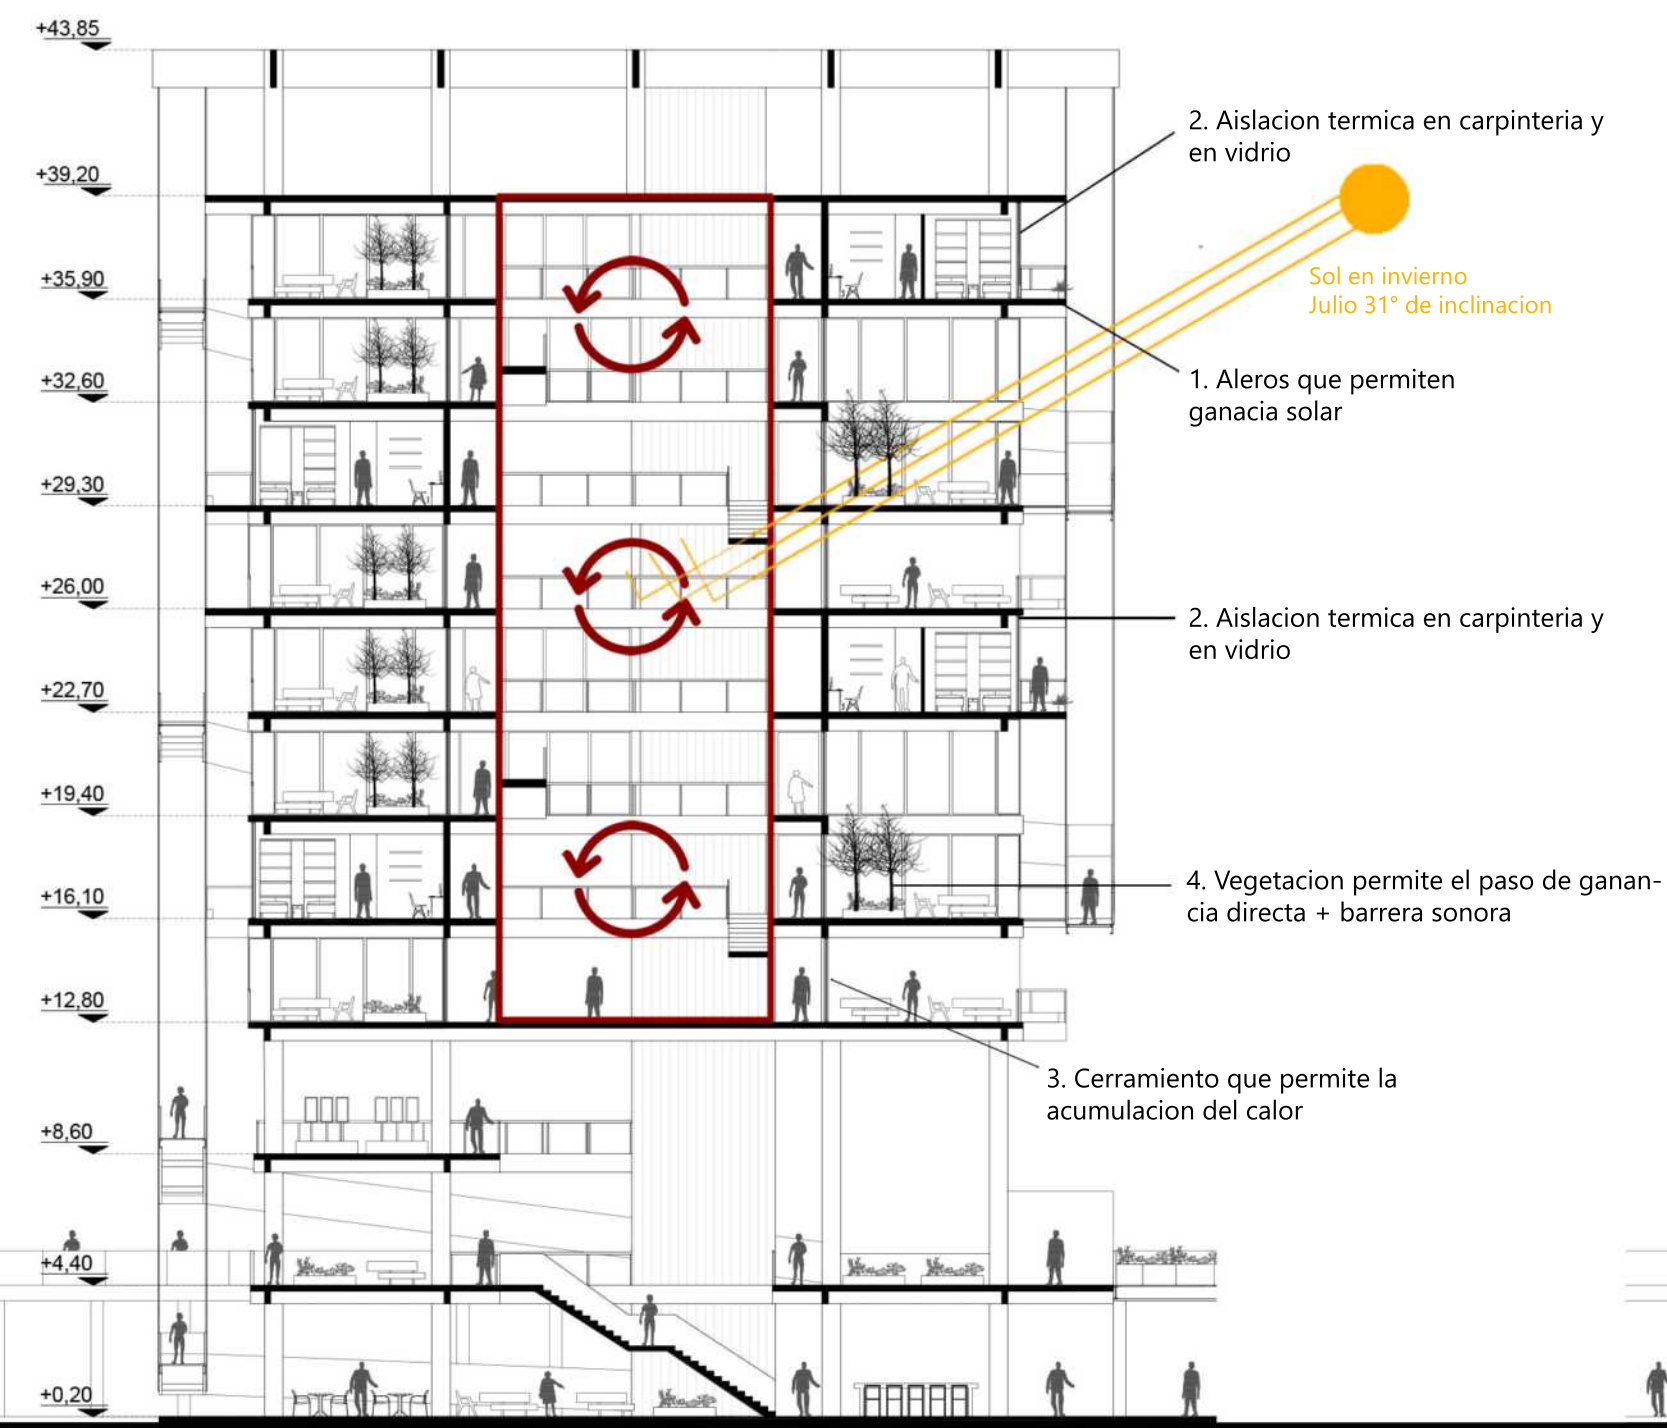 +43,85
2. Aislacion termica en carpinteria y
en vidrio
+39,20
Sol en invierno
Julio 31° de inclinacion
+35,90
1. Aleros que permiten
ganacia solar
+32,60
+29,30
+26,00
2. Aislacion termica en carpinteria y
en vidrio
+22,70
+19,40
4. Vegetacion permite el paso de ganan-
cia directa + barrera sonora
+16,10
+12,80
3. Cerramiento que permite la
acumulacion del calor
+8,60
+4,40
+0,20